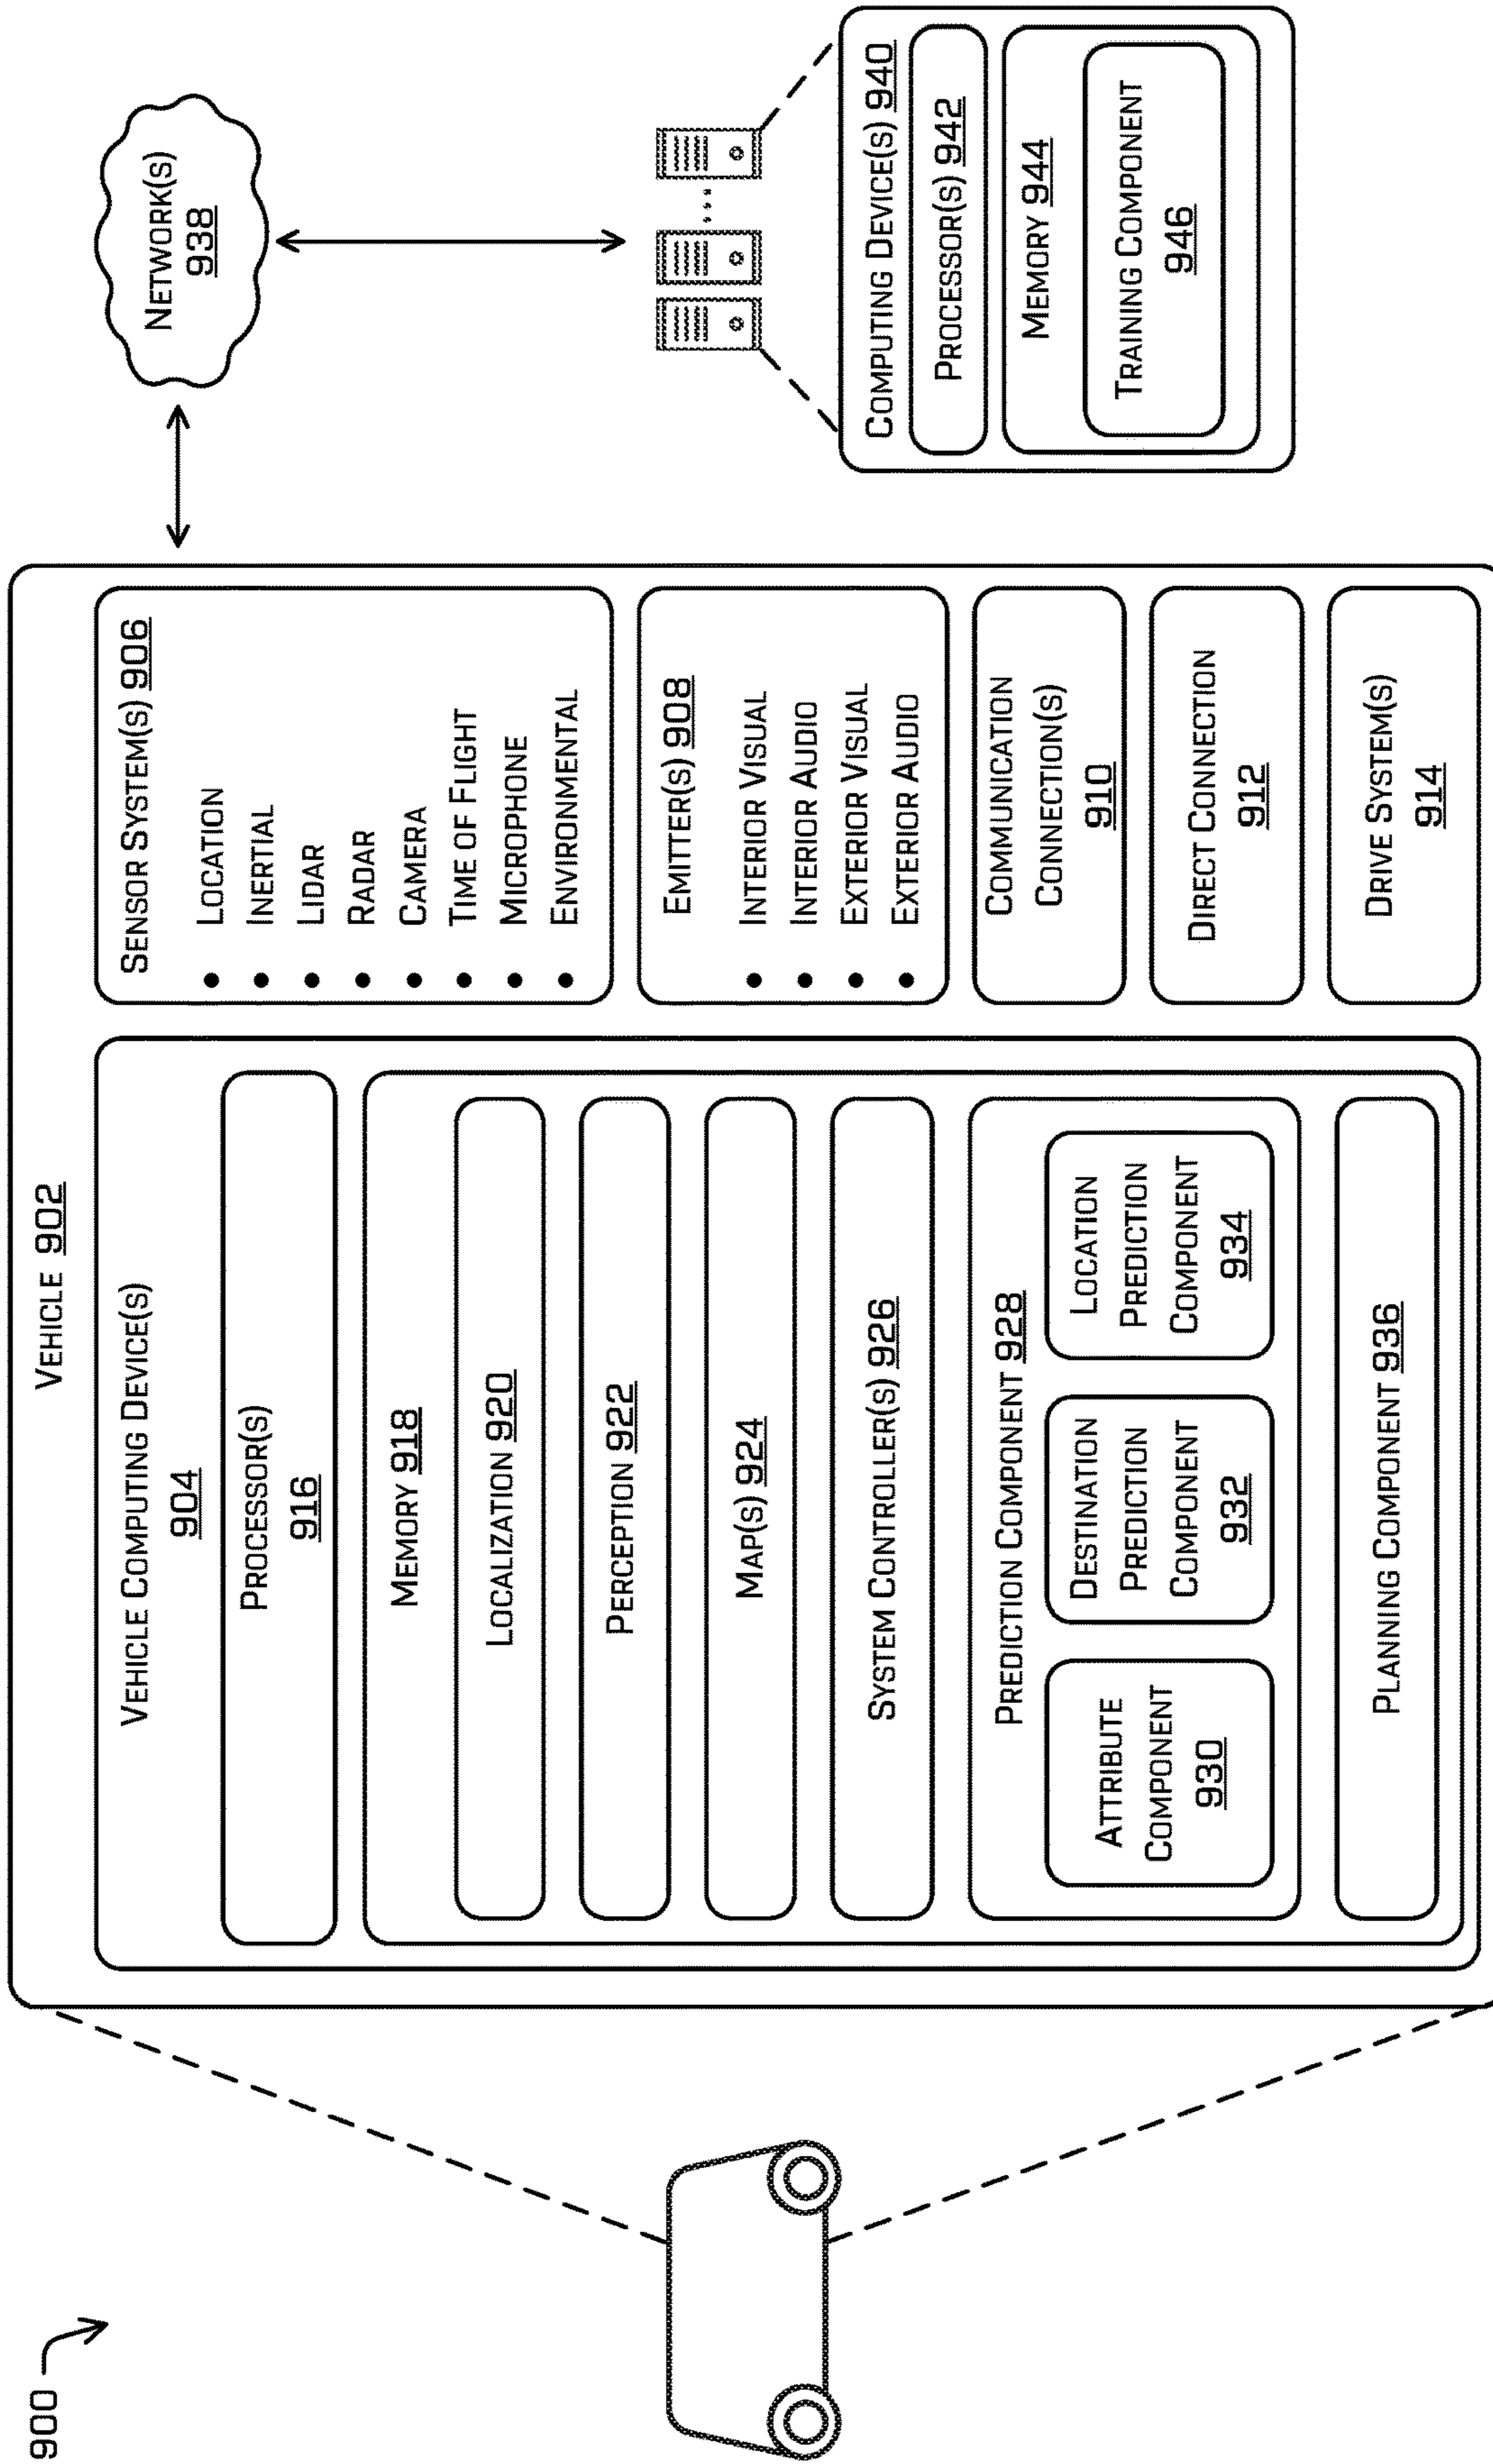 900
VEHICLE 902
VEHICLE COMPUTING DEVICE(S)
904
PROCESSOR(S)
916
MEMORY 918
LOCALIZATION 920
PERCEPTION 922
MAP(S) 924
SYSTEM CONTROLLER(S) 926
PREDICTION COMPONENT 928
ATTRIBUTE
COMPONENT
930
DESTINATION
PREDICTION
COMPONENT
932
LOCATION
PREDICTION
COMPONENT
934
PLANNING COMPONENT 936
SENSOR SYSTEM(S) 906
• LOCATION
• INERTIAL
• LIDAR
• RADAR
• CAMERA
• TIME OF FLIGHT
• MICROPHONE
• ENVIRONMENTAL
EMITTER(S) 908
• INTERIOR VISUAL
• INTERIOR AUDIO
• EXTERIOR VISUAL
• EXTERIOR AUDIO
COMMUNICATION
CONNECTION(S)
910
DIRECT CONNECTION
912
DRIVE SYSTEM(S)
914
NETWORK(S)
938
COMPUTING DEVICE(S) 940
PROCESSOR(S) 942
MEMORY 944
TRAINING COMPONENT
946